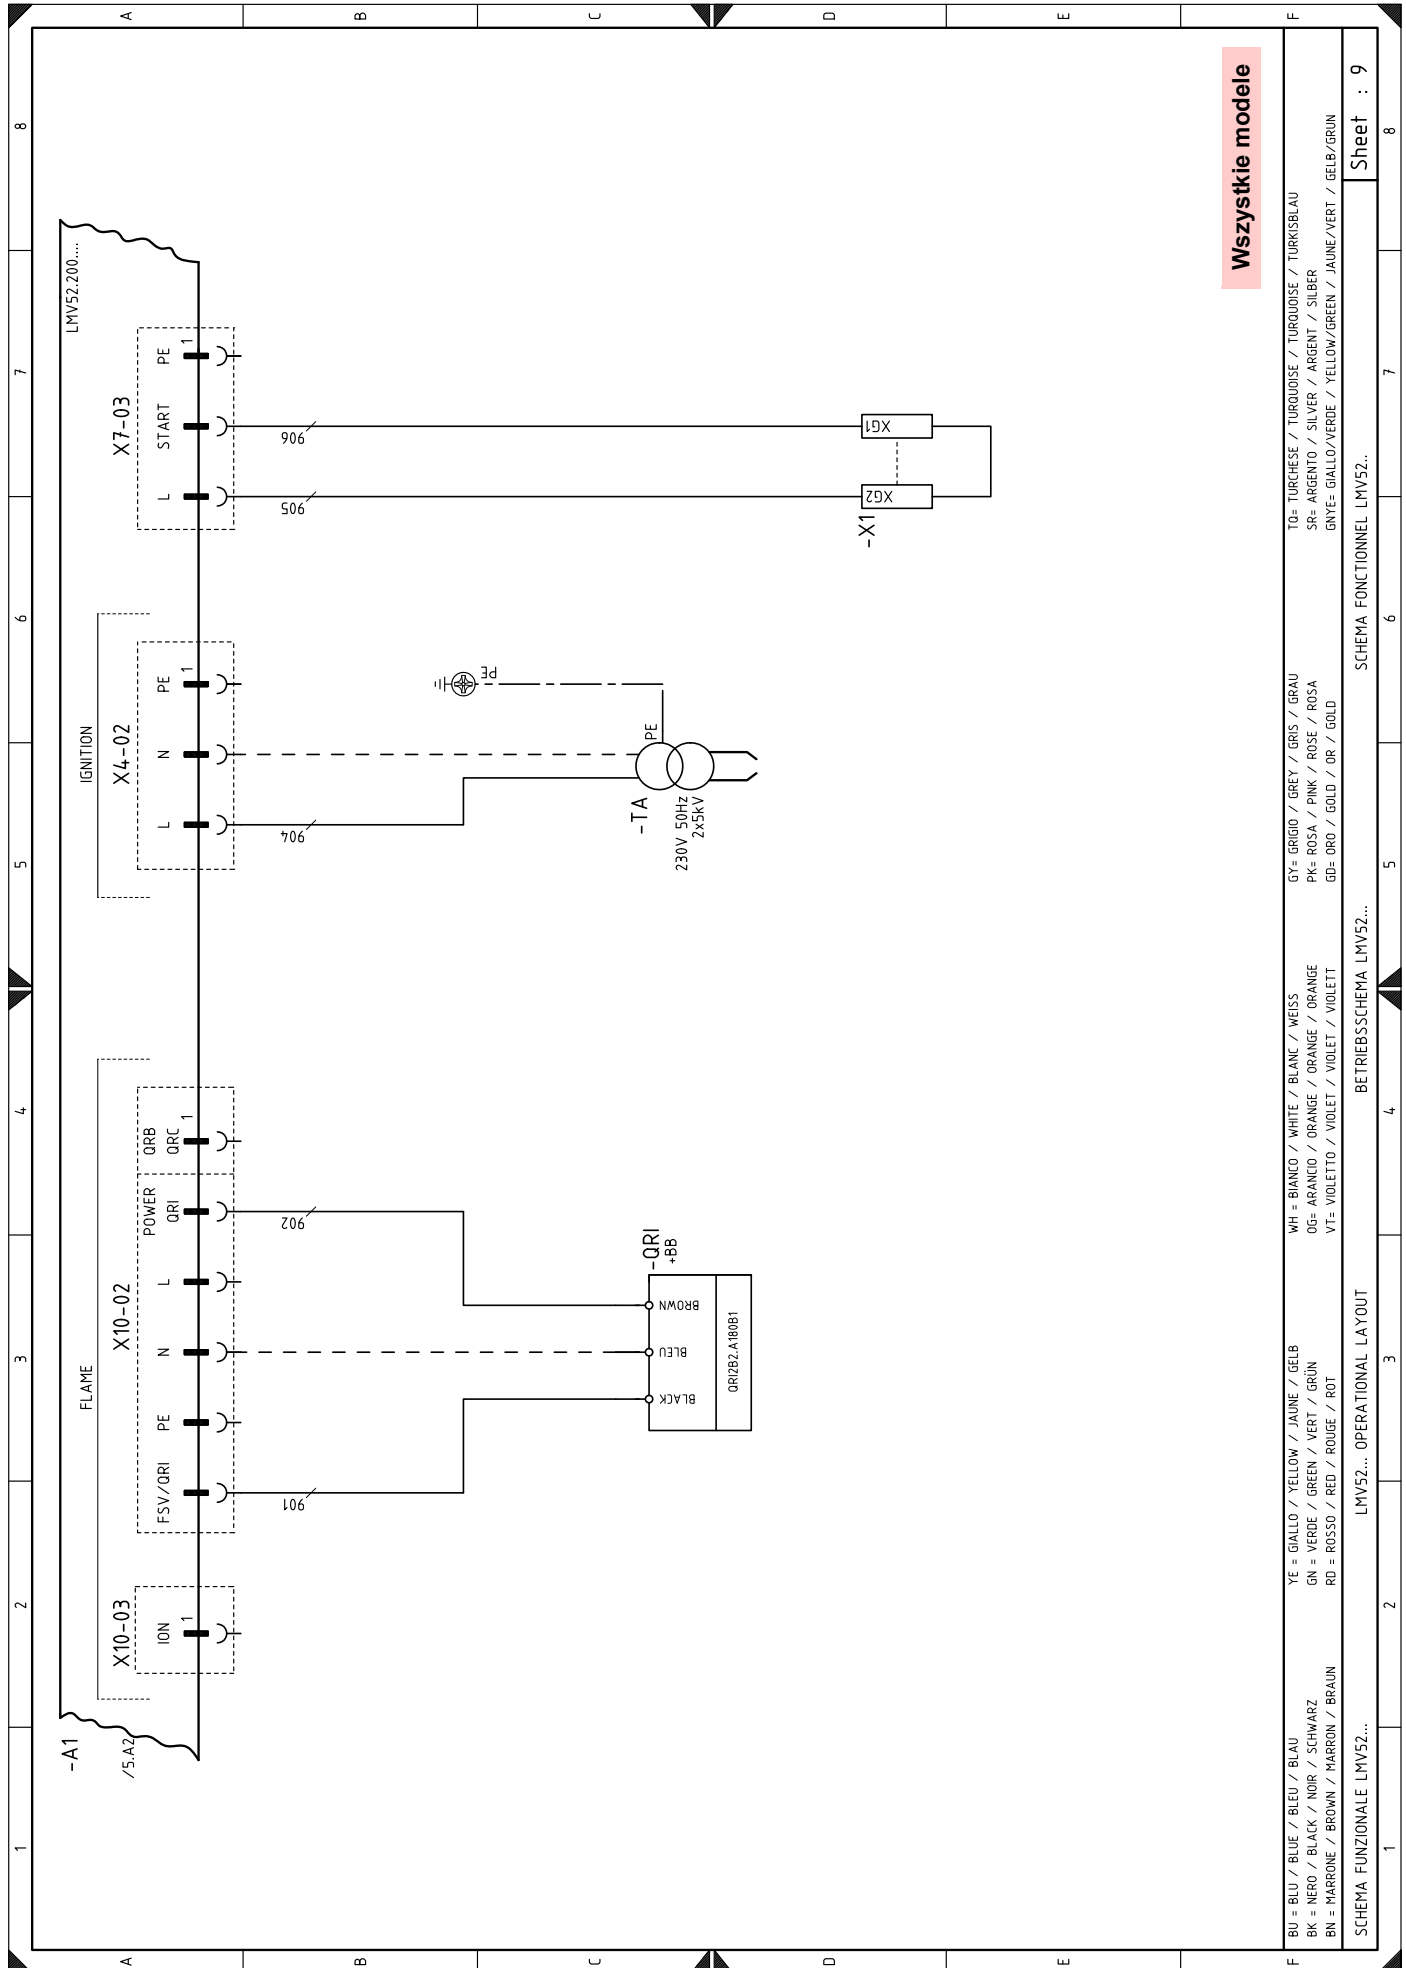 1 2 3 4 5 6 7 8
A A
B B
C C
D D
E E
F F
-A1
/5.A2
LMV52.200....
FLAME
IGNITION
X10-03
X10-02
X4-02
X7-03
ION
1
FSV/QRI
PE
N
L
POWER
QRI
QRB
QRC
1
L
N
PE
1
L
START
PE
1
901
902
904
905
906
PE
-QRI
+BB
BLACK
BLEU
BROWN
QRI2B2.A180B1
-TA
PE
230V 50Hz
2x5kV
-X1
XG2
XG1
Wszystkie modele
BU = BLU / BLUE / BLEU / BLAU
BK = NERO / BLACK / NOIR / SCHWARZ
BN = MARRONE / BROWN / MARRON / BRAUN
YE = GIALLO / YELLOW / JAUNE / GELB
GN = VERDE / GREEN / VERT / GRÜN
RD = ROSSO / RED / ROUGE / ROT
WH = BIANCO / WHITE / BLANC / WEISS
OG= ARANCIO / ORANGE / ORANGE / ORANGE
VT= VIOLETTO / VIOLET / VIOLET / VIOLETT
GY= GRIGIO / GREY / GRIS / GRAU
PK= ROSA / PINK / ROSE / ROSA
GD= ORO / GOLD / OR / GOLD
TQ= TURCHESE / TURQUOISE / TURQUOISE / TURKISBLAU
SR= ARGENTO / SILVER / ARGENT / SILBER
GNYE= GIALLO/VERDE / YELLOW/GREEN / JAUNE/VERT / GELB/GRUN
SCHEMA FUNZIONALE LMV52...
LMV52... OPERATIONAL LAYOUT
BETRIEBSSCHEMA LMV52...
SCHEMA FONCTIONNEL LMV52..
Sheet : 9
1 2 3 4 5 6 7 8